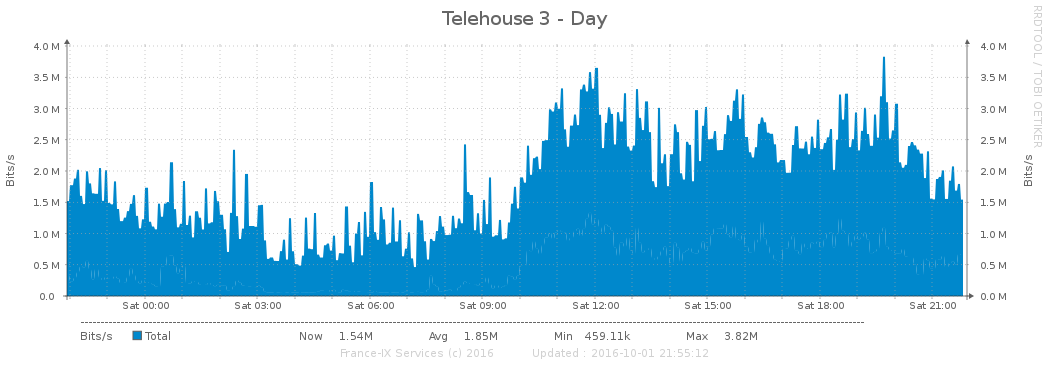 Telehouse 3 - Day
RRDTOOL / TOBI OETIKER
Bits/s
4.0 M
3.5 M
3.0 M
2.5 M
2.0 M
1.5 M
1.0 M
0.5 M
0.0
4.0 M
3.5 M
3.0 M
2.5 M
2.0 M
1.5 M
1.0 M
0.5 M
0.0 M
Bits/s
Sat 00:00 Sat 03:00 Sat 06:00 Sat 09:00 Sat 12:00 Sat 15:00 Sat 18:00 Sat 21:00
Bits/s Total Now 1.54M Avg 1.85M Min 459.11k Max 3.82M
France-IX Services (c) 2016 Updated : 2016-10-01 21:55:12